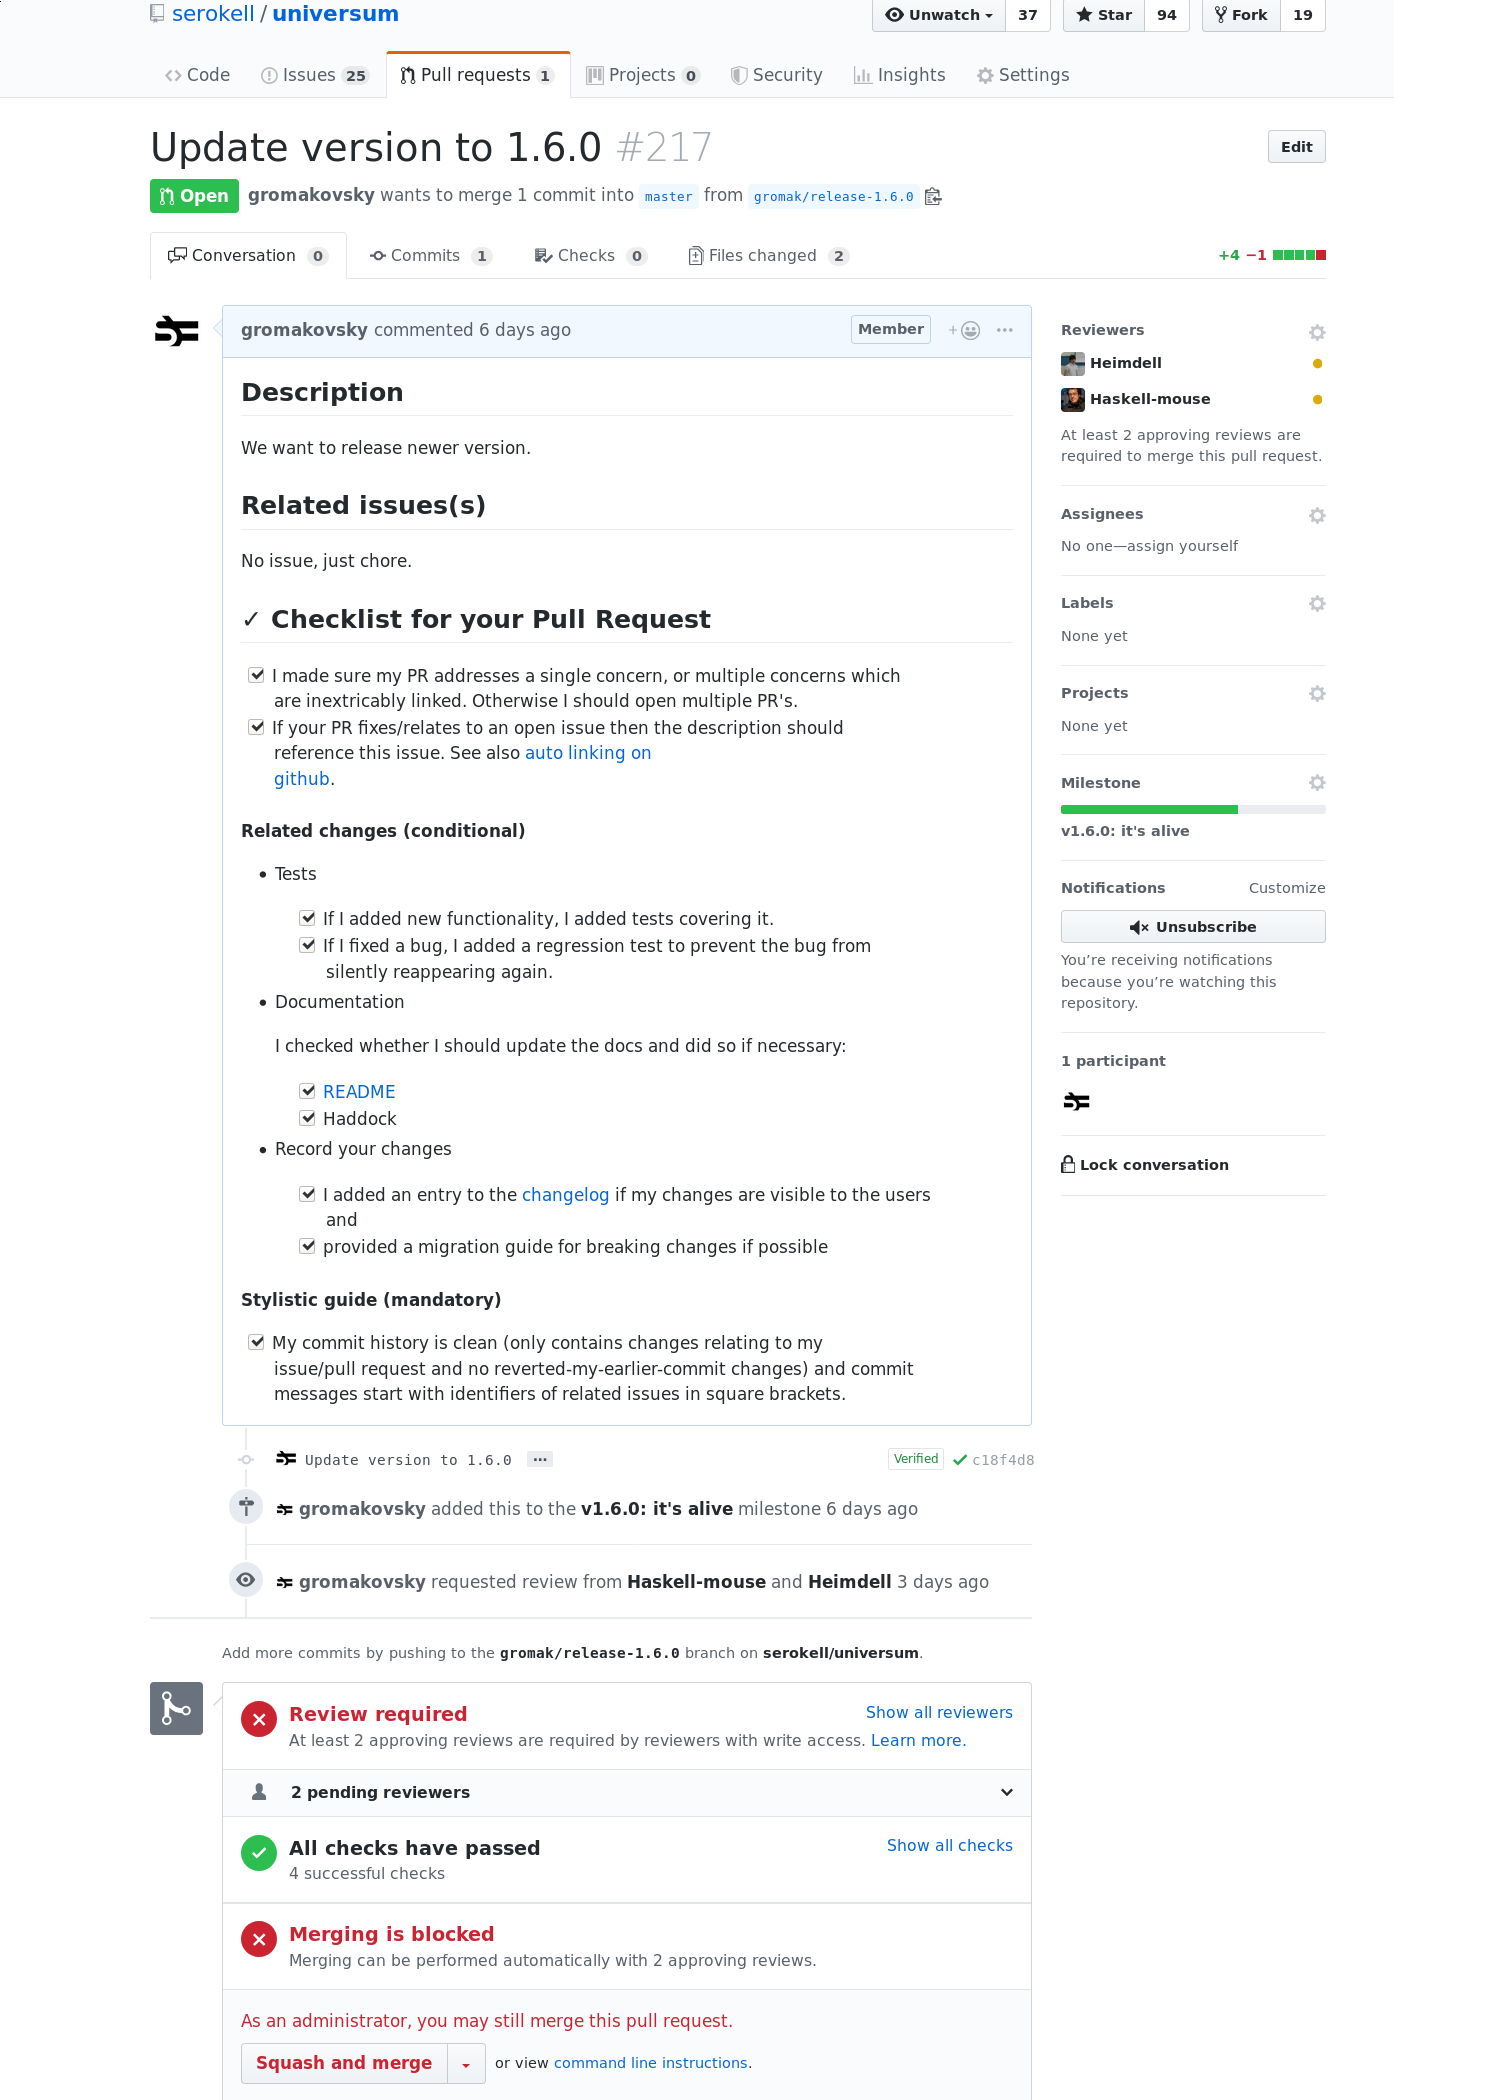 serokell / universum
Unwatch 37 Star 94 Fork 19
Code Issues 25 Pull requests 1 Projects 0 Security Insights Settings
Update version to 1.6.0 #217
Edit
Open gromakovsky wants to merge 1 commit into master from gromak/release-1.6.0
Conversation 0 Commits 1 Checks 0 Files changed 2 +4 −1
gromakovsky commented 6 days ago Member + ...
Description
We want to release newer version.
Related issues(s)
No issue, just chore.
✓ Checklist for your Pull Request
I made sure my PR addresses a single concern, or multiple concerns which
are inextricably linked. Otherwise I should open multiple PR's.
If your PR fixes/relates to an open issue then the description should
reference this issue. See also auto linking on
github.
Related changes (conditional)
• Tests
If I added new functionality, I added tests covering it.
If I fixed a bug, I added a regression test to prevent the bug from
silently reappearing again.
• Documentation
I checked whether I should update the docs and did so if necessary:
README
Haddock
• Record your changes
I added an entry to the changelog if my changes are visible to the users
and
provided a migration guide for breaking changes if possible
Stylistic guide (mandatory)
My commit history is clean (only contains changes relating to my
issue/pull request and no reverted-my-earlier-commit changes) and commit
messages start with identifiers of related issues in square brackets.
Update version to 1.6.0 ... Verified c18f4d8
gromakovsky added this to the v1.6.0: it's alive milestone 6 days ago
gromakovsky requested review from Haskell-mouse and Heimdell 3 days ago
Add more commits by pushing to the gromak/release-1.6.0 branch on serokell/universum.
Review required Show all reviewers
At least 2 approving reviews are required by reviewers with write access. Learn more.
2 pending reviewers
All checks have passed Show all checks
4 successful checks
Merging is blocked
Merging can be performed automatically with 2 approving reviews.
As an administrator, you may still merge this pull request.
Squash and merge or view command line instructions.
Reviewers
Heimdell
Haskell-mouse
At least 2 approving reviews are
required to merge this pull request.
Assignees
No one—assign yourself
Labels
None yet
Projects
None yet
Milestone
v1.6.0: it's alive
Notifications Customize
Unsubscribe
You’re receiving notifications
because you’re watching this
repository.
1 participant
Lock conversation